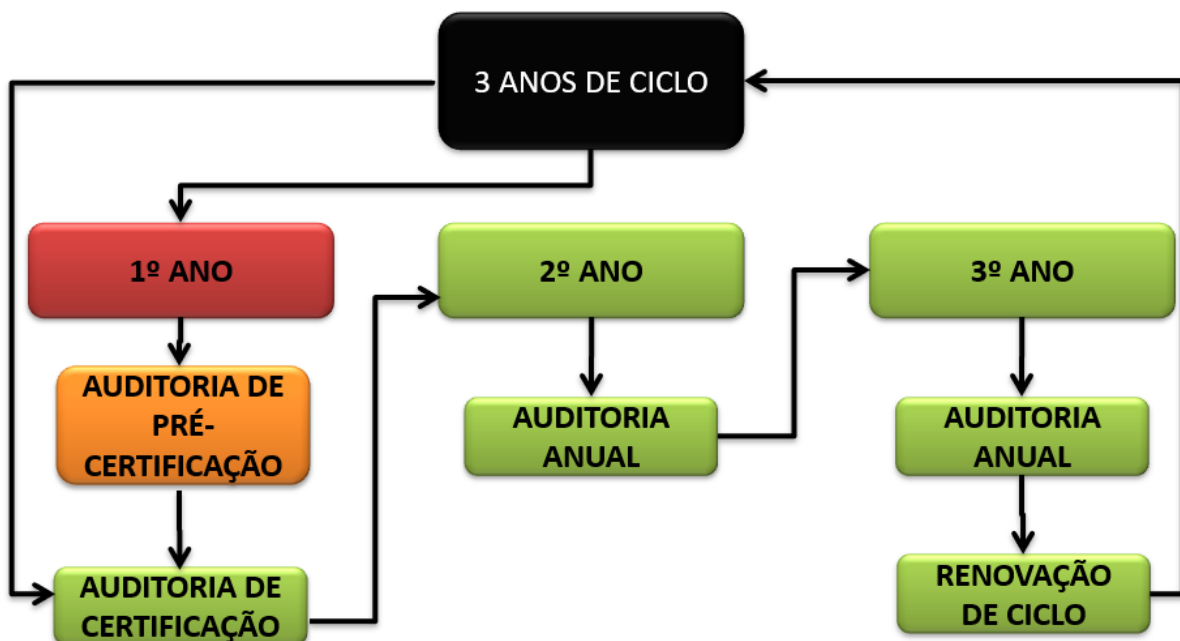 3 ANOS DE CICLO
1º ANO
2º ANO
3º ANO
AUDITORIA DE
PRÉ-
CERTIFICAÇÃO
AUDITORIA
ANUAL
AUDITORIA
ANUAL
AUDITORIA DE
CERTIFICAÇÃO
RENOVAÇÃO
DE CICLO